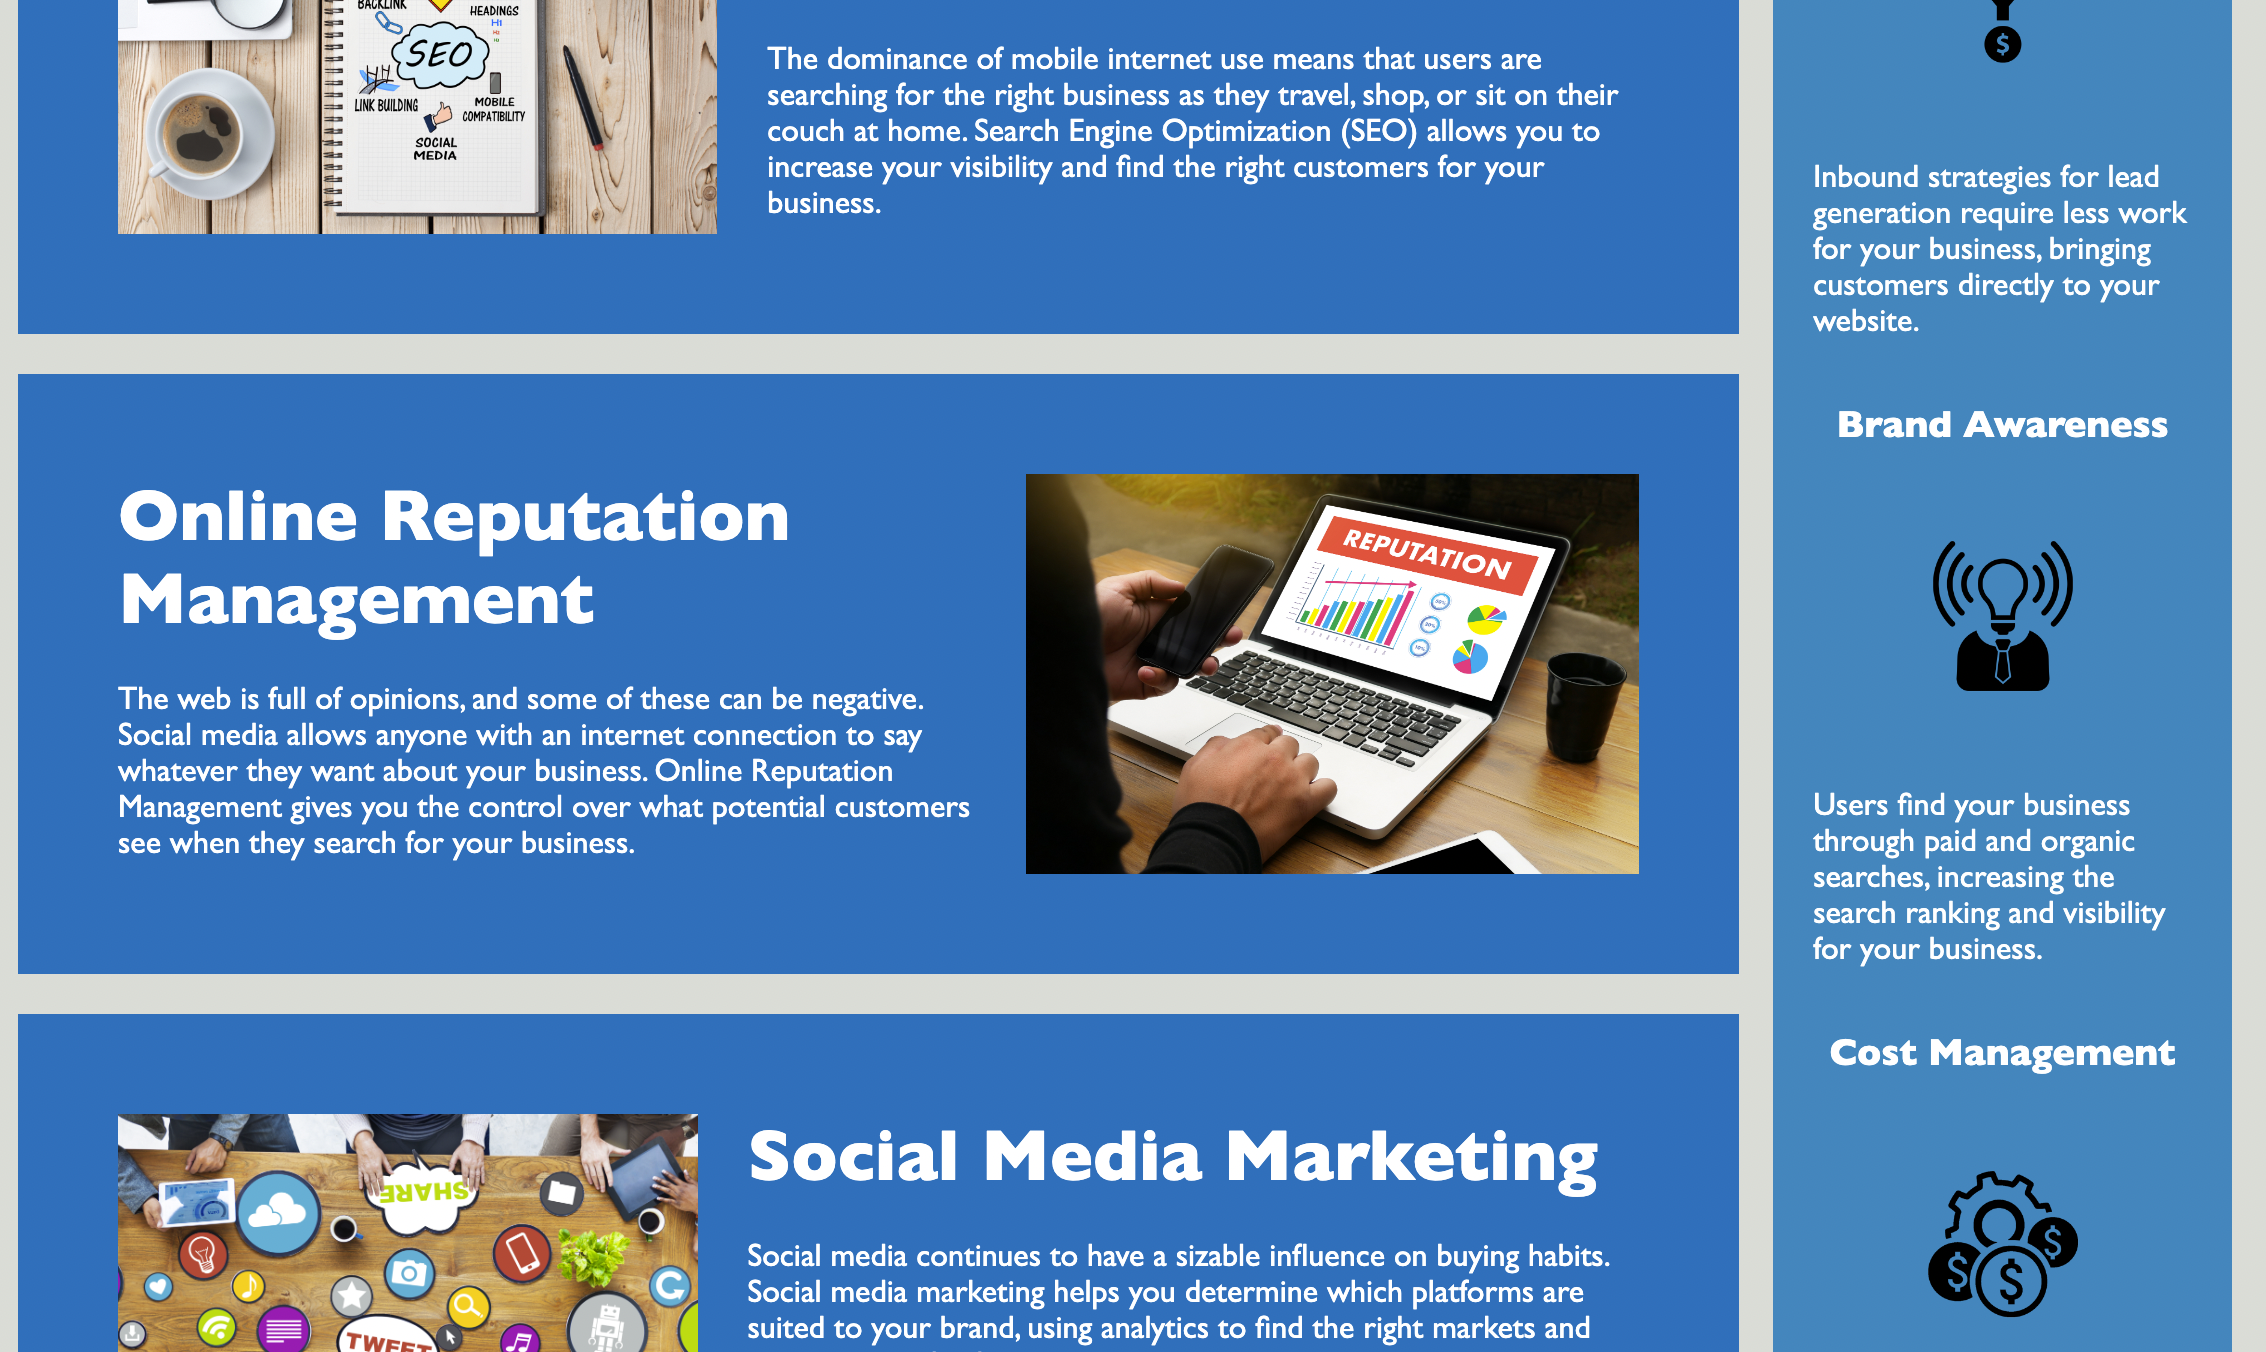 BACKLINK
HEADINGS
H1
H2
H3
SEO
LINK BUILDING
MOBILE
COMPATIBILITY
SOCIAL
MEDIA
The dominance of mobile internet use means that users are
searching for the right business as they travel, shop, or sit on their
couch at home. Search Engine Optimization (SEO) allows you to
increase your visibility and find the right customers for your
business.
Online Reputation
Management
The web is full of opinions, and some of these can be negative.
Social media allows anyone with an internet connection to say
whatever they want about your business. Online Reputation
Management gives you the control over what potential customers
see when they search for your business.
REPUTATION
SHARE
TWEET
Social Media Marketing
Social media continues to have a sizable influence on buying habits.
Social media marketing helps you determine which platforms are
suited to your brand, using analytics to find the right markets and
$
Inbound strategies for lead
generation require less work
for your business, bringing
customers directly to your
website.
Brand Awareness
Users find your business
through paid and organic
searches, increasing the
search ranking and visibility
for your business.
Cost Management
$
$
$